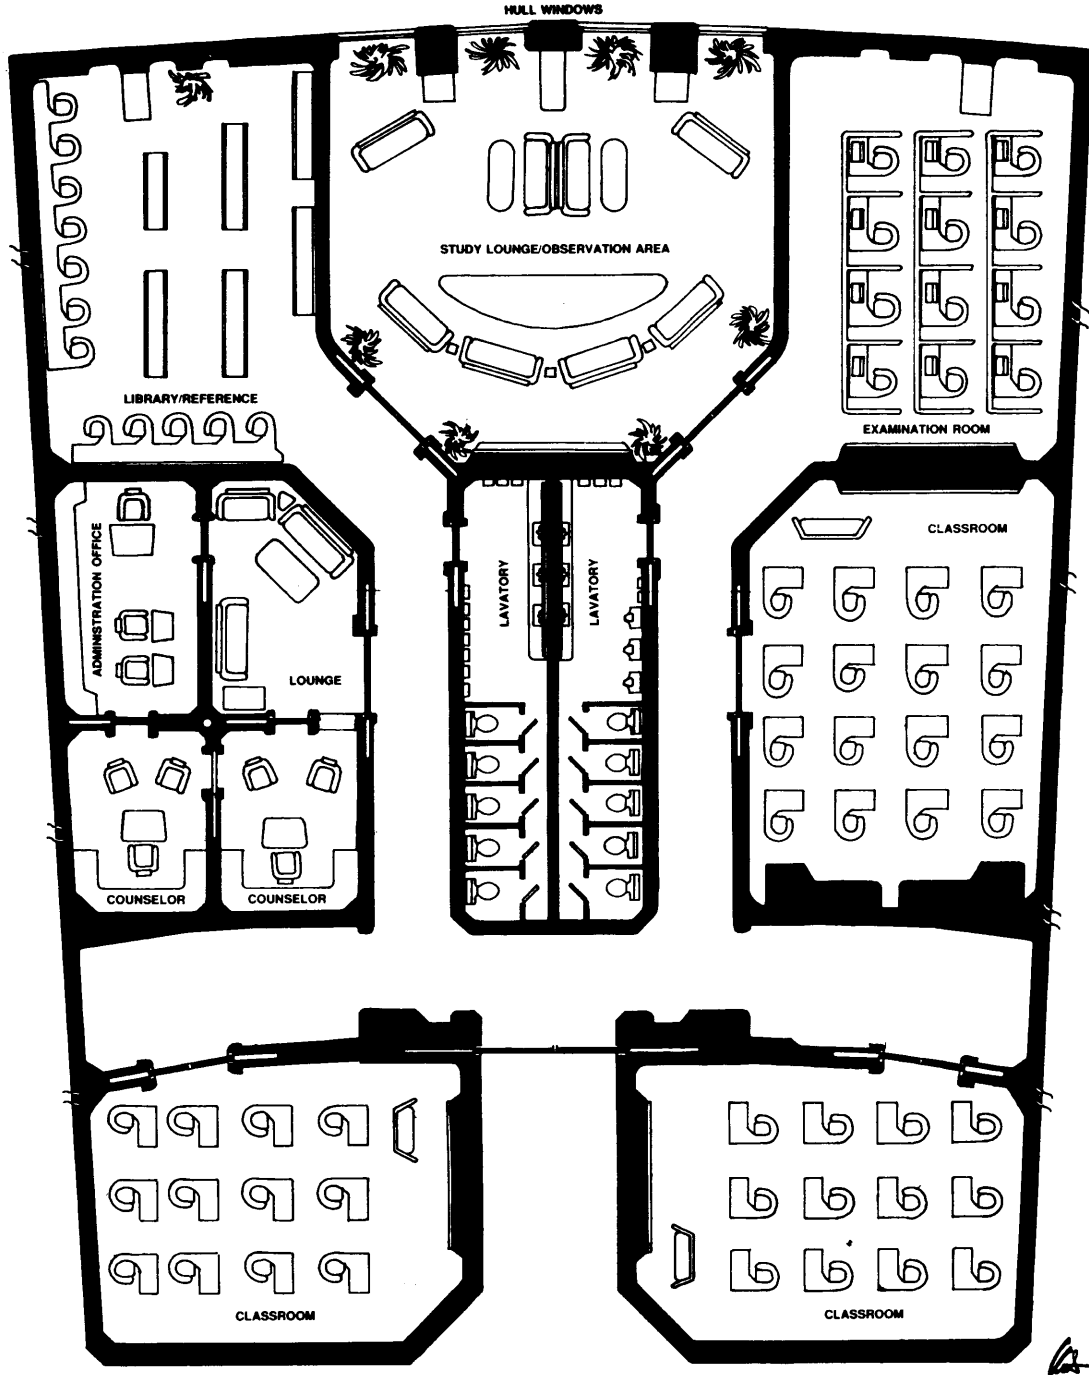 HULL WINDOWS
STUDY LOUNGE/OBSERVATION AREA
LIBRARY/REFERENCE
EXAMINATION ROOM
CLASSROOM
ADMINISTRATION OFFICE
LAVATORY
LAVATORY
LOUNGE
COUNSELOR
COUNSELOR
CLASSROOM
CLASSROOM